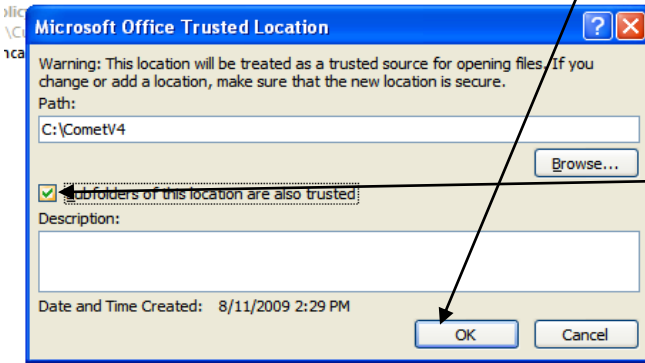 Microsoft Office Trusted Location
Warning: This location will be treated as a trusted source for opening files. If you
change or add a location, make sure that the new location is secure.
Path:
C:\CometV4
Browse...
Subfolders of this location are also trusted
Description:
Date and Time Created: 8/11/2009 2:29 PM
OK
Cancel